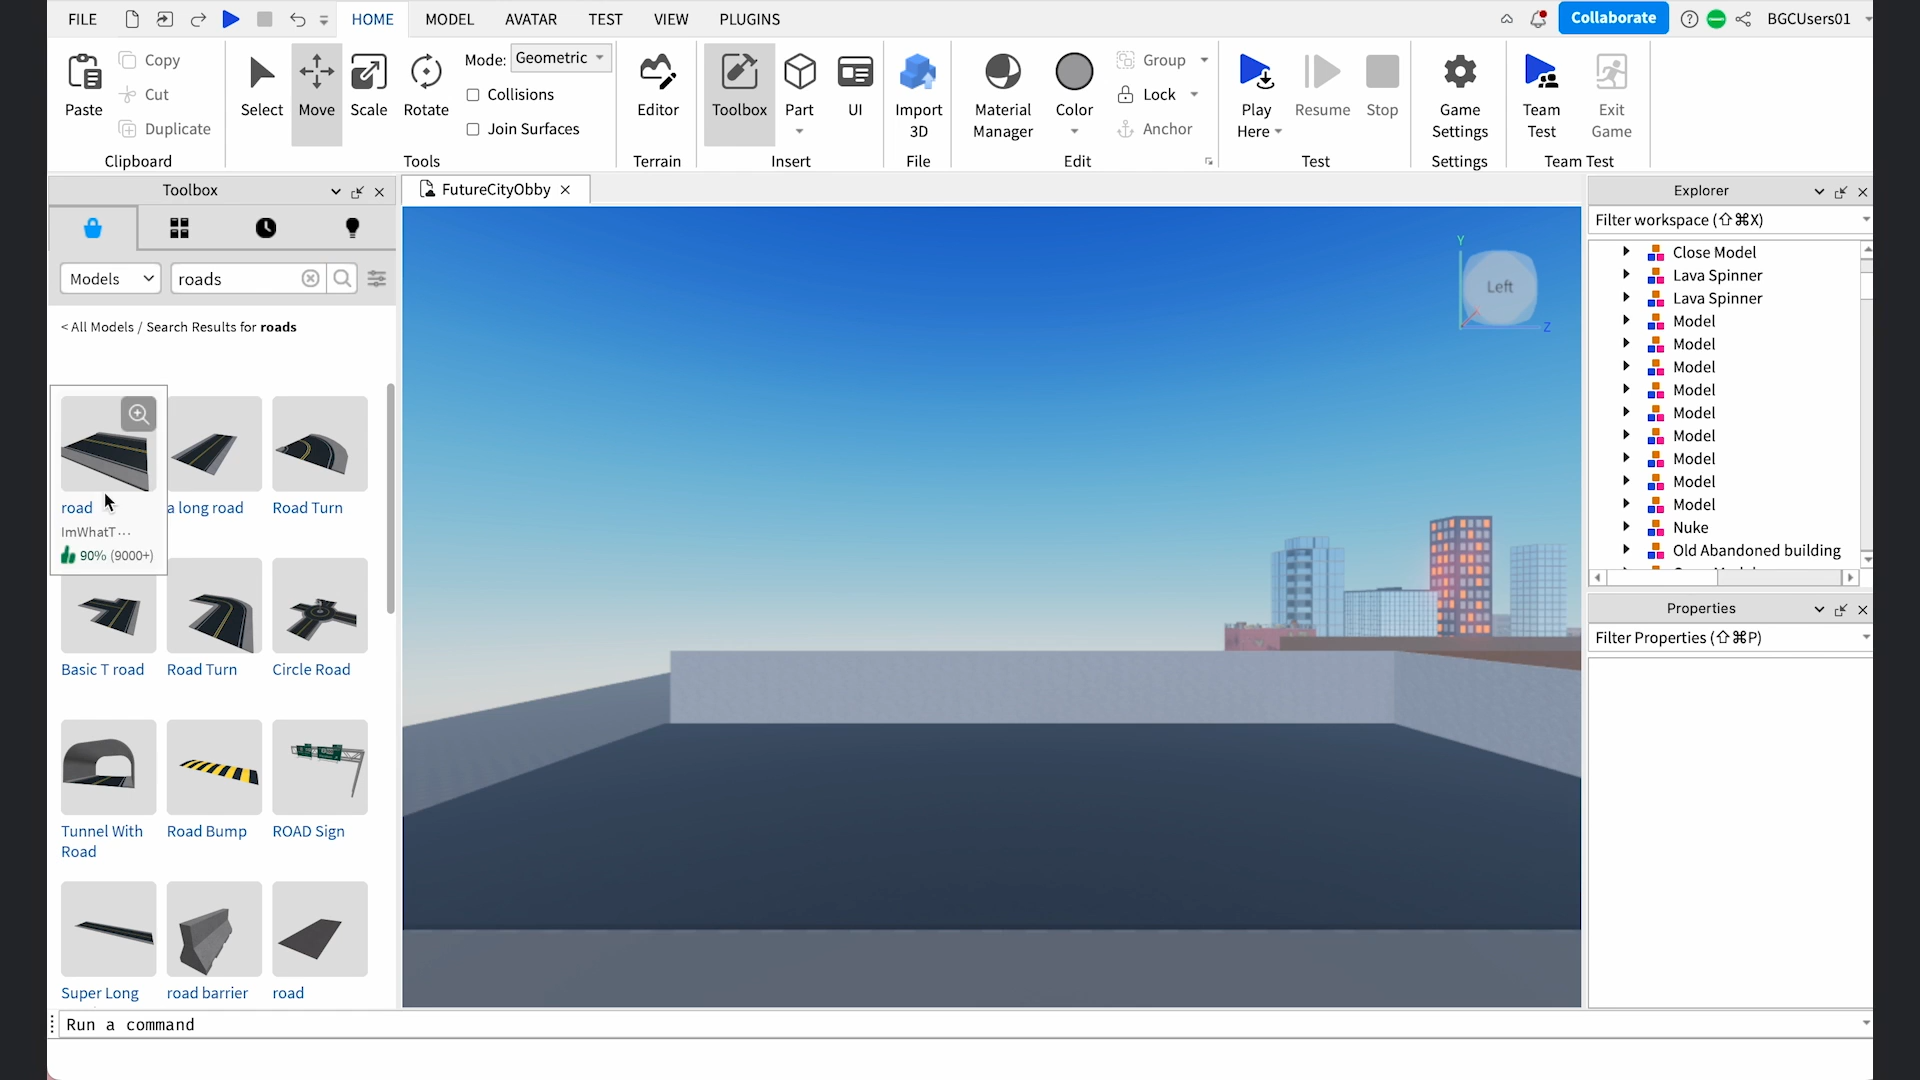 FILE HOME MODEL AVATAR TEST VIEW PLUGINS Collaborate BGCUsers01
Paste
Copy
Cut
Duplicate
Clipboard
Select Move Scale Rotate
Mode: Geometric
Collisions
Join Surfaces
Tools
Editor
Terrain
Toolbox Part UI
Insert
Import
3D
File
Material
Manager
Color
Group
Lock
Anchor
Edit
Play
Here
Resume Stop
Test
Game
Settings
Settings
Team
Test
Exit
Game
Team Test
Toolbox
Models roads
< All Models / Search Results for roads
road
ImWhatT...
90% (9000+)
a long road
Road Turn
Basic T road
Road Turn
Circle Road
Tunnel With
Road
Road Bump
ROAD Sign
Super Long
road barrier
road
FutureCityObby
Y
Left
Z
Explorer
Filter workspace (⇧⌘X)
Close Model
Lava Spinner
Lava Spinner
Model
Model
Model
Model
Model
Model
Model
Model
Model
Nuke
Old Abandoned building
Properties
Filter Properties (⇧⌘P)
Run a command